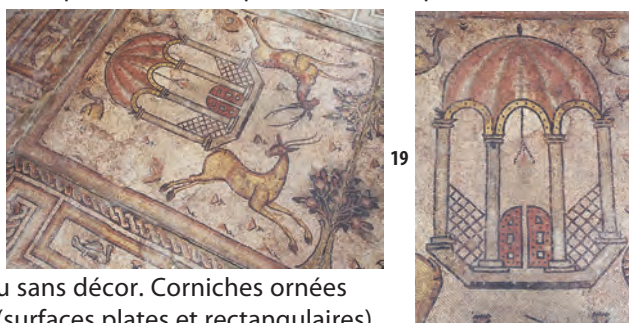 19
u sans décor. Corniches ornées
(surfaces plates et rectangulaires)